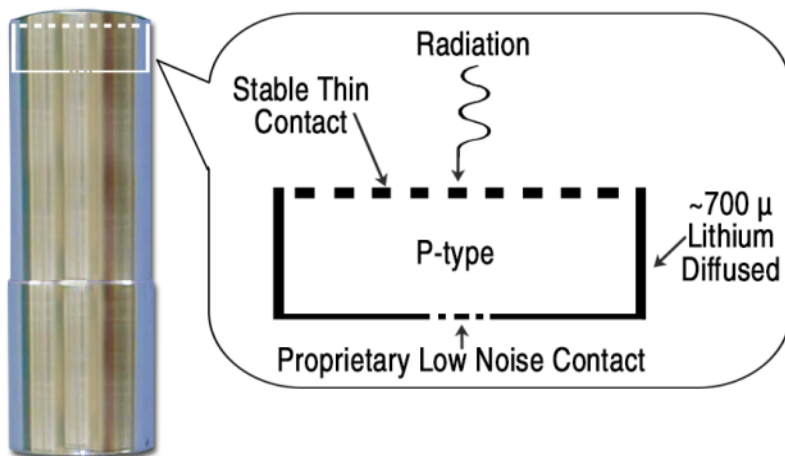 Radiation
Stable Thin
Contact
~700 µ
Lithium
Diffused
P-type
Proprietary Low Noise Contact